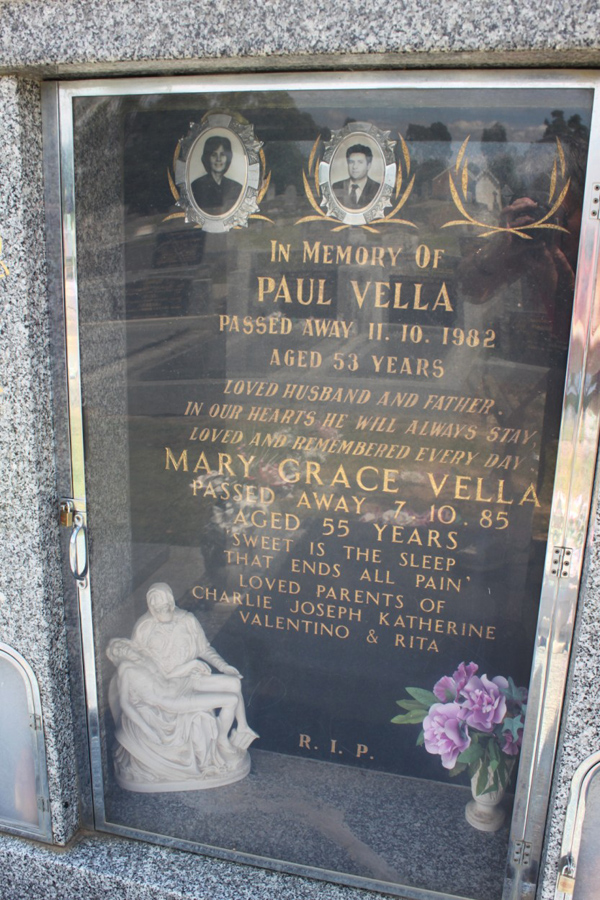 IN MEMORY OF
PAUL VELLA
PASSED AWAY 11. 10. 1982
AGED 53 YEARS
LOVED HUSBAND AND FATHER.
IN OUR HEARTS HE WILL ALWAYS STAY,
LOVED AND REMEMBERED EVERY DAY.
MARY GRACE VELLA
PASSED AWAY 7.10.85
AGED 55 YEARS
'SWEET IS THE SLEEP
THAT ENDS ALL PAIN'
LOVED PARENTS OF
CHARLIE JOSEPH KATHERINE
VALENTINO & RITA
R. I. P.